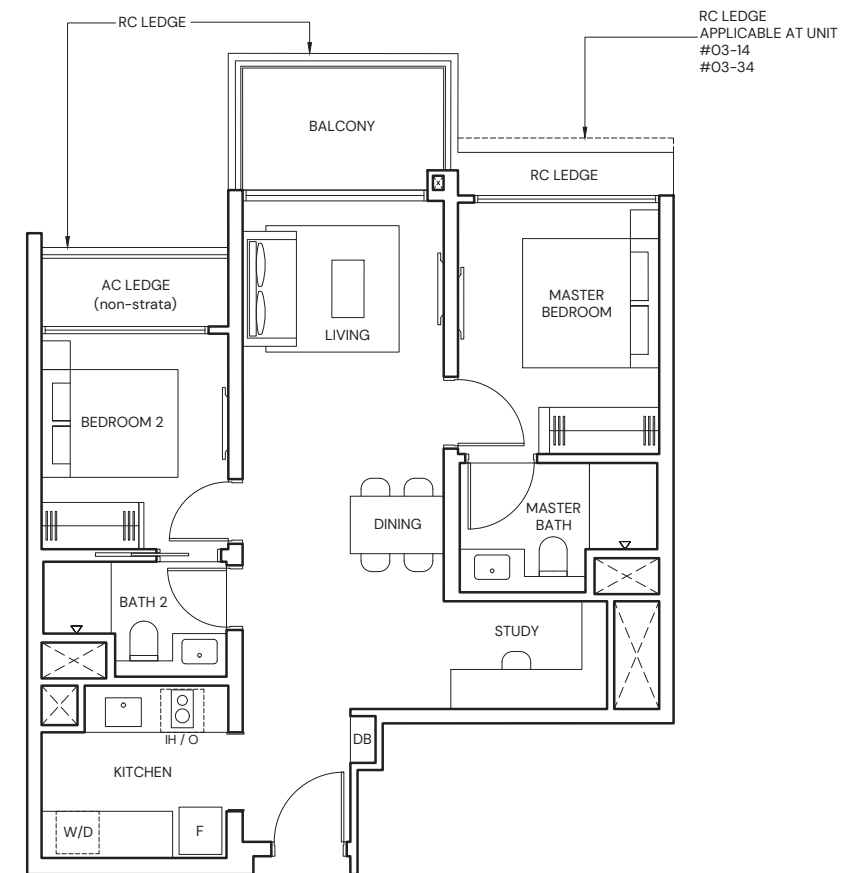 RC LEDGE
RC LEDGE
APPLICABLE AT UNIT
#03-14
#03-34
BALCONY
RC LEDGE
AC LEDGE
(non-strata)
MASTER
BEDROOM
LIVING
BEDROOM 2
MASTER
BATH
DINING
BATH 2
STUDY
IH / O
DB
KITCHEN
W/D
F